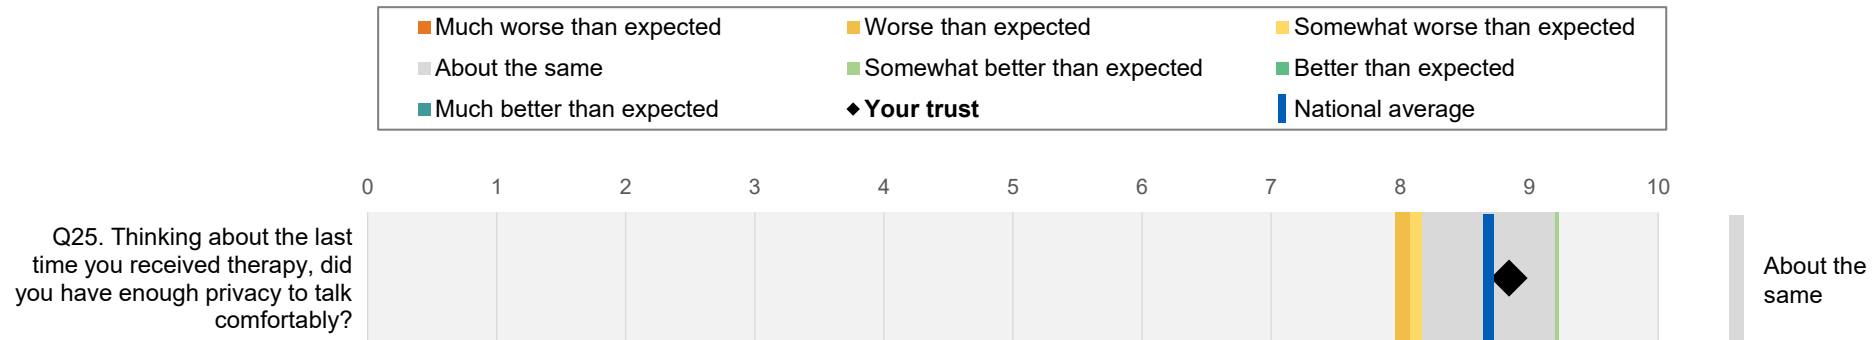 Much worse than expected
Worse than expected
Somewhat worse than expected
About the same
Somewhat better than expected
Better than expected
Much better than expected
Your trust
National average
0 1 2 3 4 5 6 7 8 9 10
Q25. Thinking about the last
time you received therapy, did
you have enough privacy to talk
comfortably?
About the
same